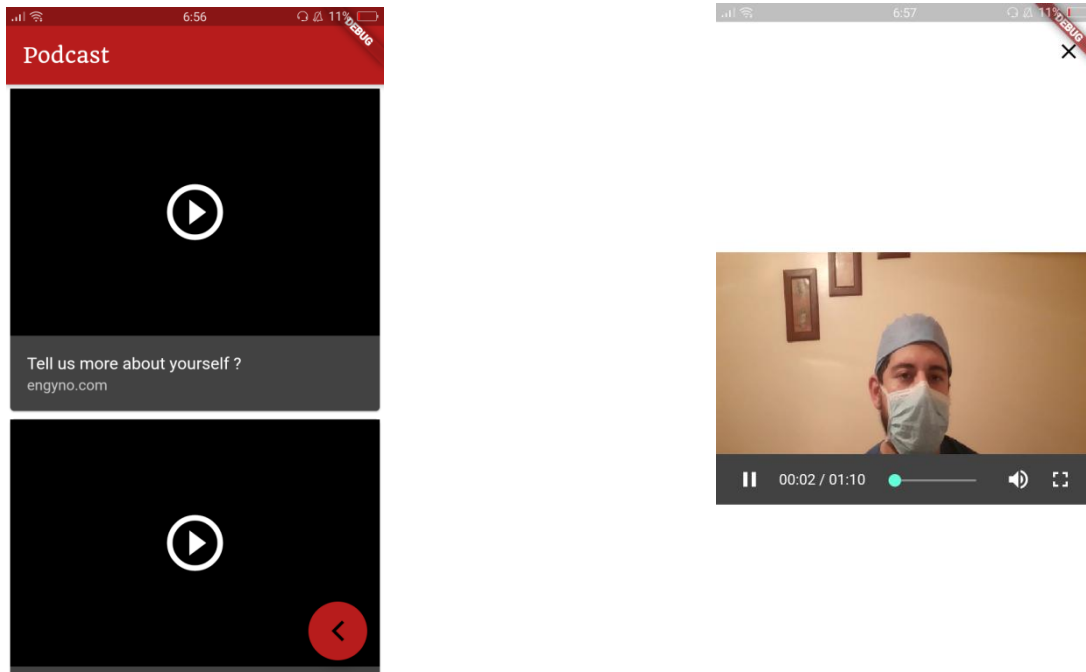 6:56
11%
DEBUG
Podcast
Tell us more about yourself ?
engyno.com
6:57
11%
DEBUG
00:02 / 01:10